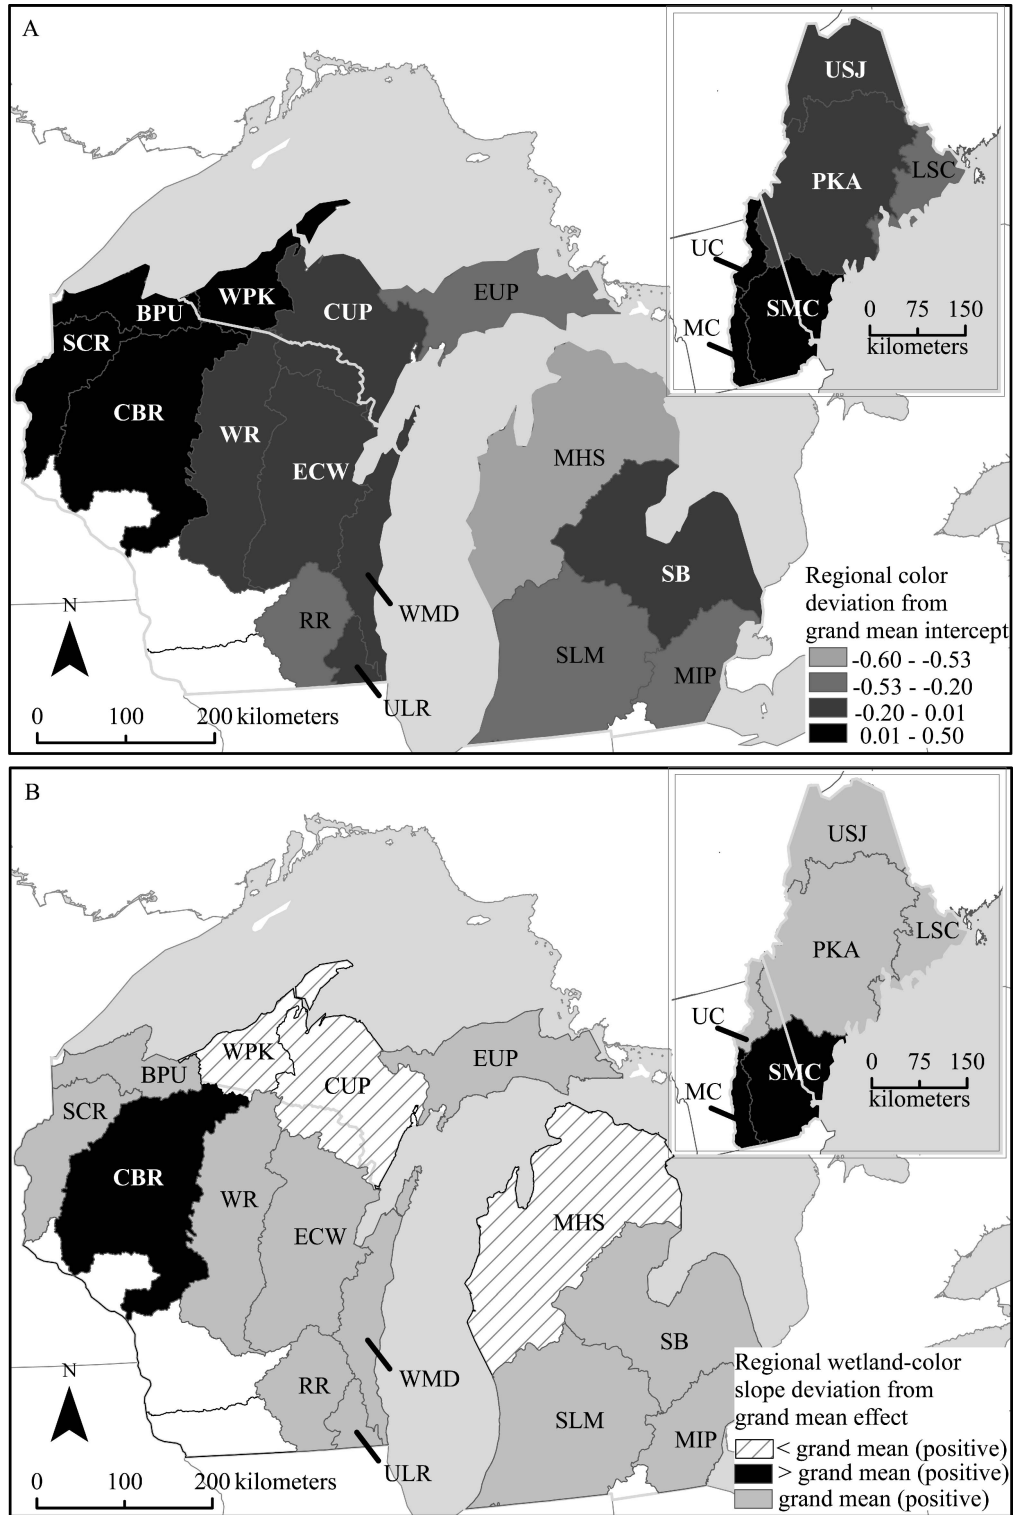 A
USJ
PKA
LSC
UC
SMC
MC
0 75 150
kilometers
WPK
BPU
CUP
EUP
SCR
CBR
WR
ECW
MHS
SB
RR
WMD
SLM
MIP
ULR
N
0 100 200 kilometers
Regional color
deviation from
grand mean intercept
-0.60 - -0.53
-0.53 - -0.20
-0.20 - 0.01
0.01 - 0.50
B
USJ
PKA
LSC
UC
SMC
MC
0 75 150
kilometers
WPK
BPU
CUP
EUP
SCR
CBR
WR
ECW
MHS
SB
RR
WMD
SLM
MIP
ULR
N
0 100 200 kilometers
Regional wetland-color
slope deviation from
grand mean effect
< grand mean (positive)
> grand mean (positive)
grand mean (positive)